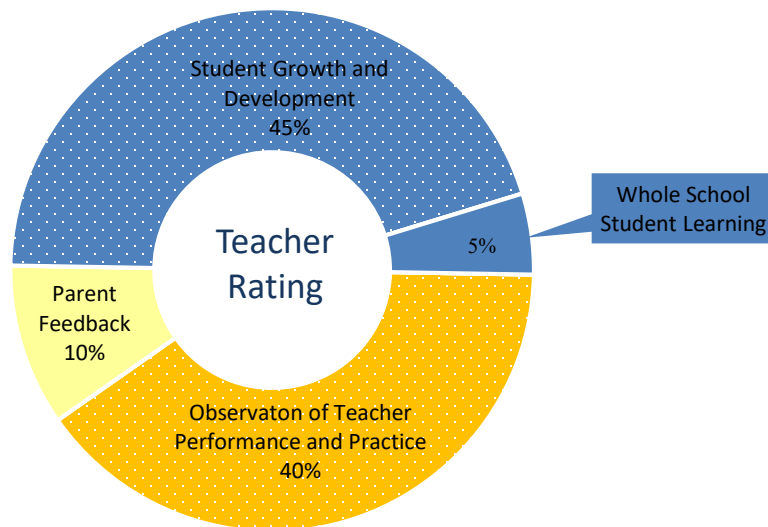 Student Growth and
Development
45%
Whole School
Student Learning
5%
Teacher
Rating
Parent
Feedback
10%
Observaton of Teacher
Performance and Practice
40%